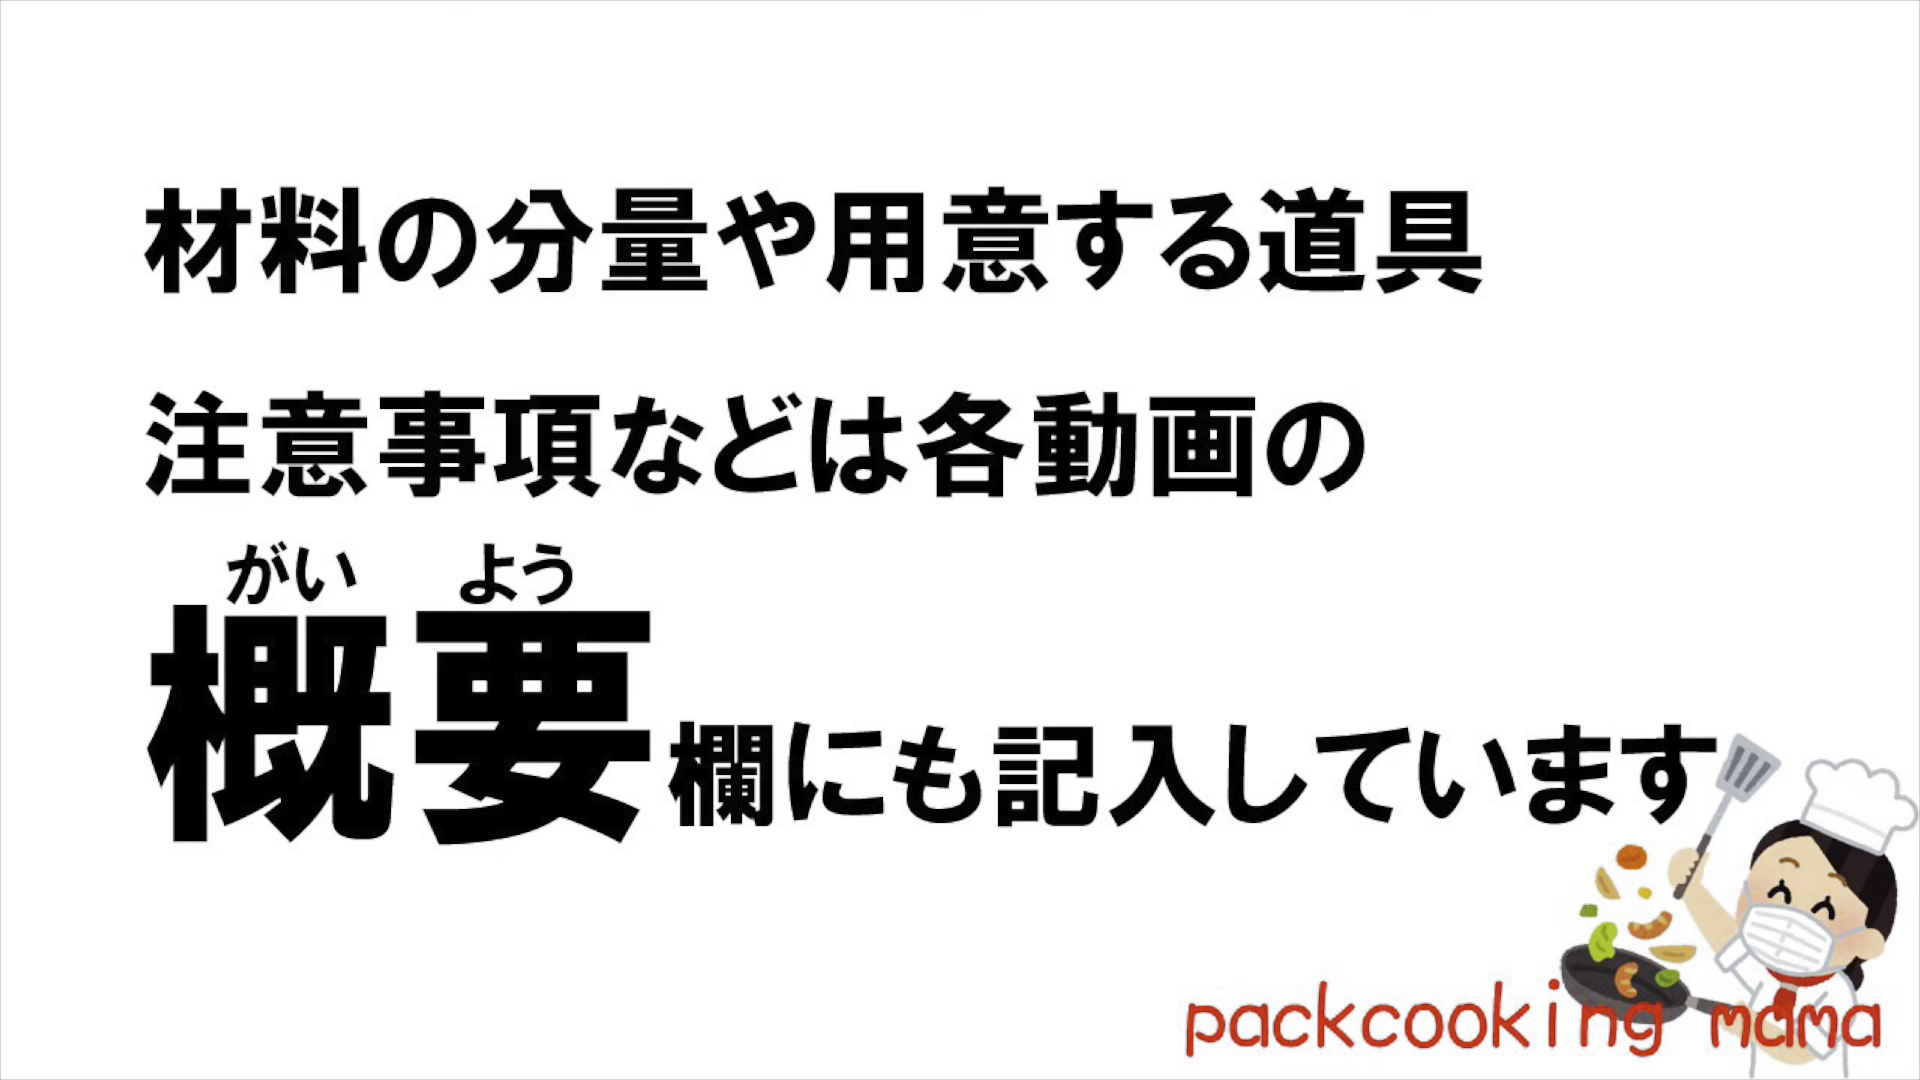 材料の分量や用意する道具
注意事項などは各動画の
がい よう
概要欄にも記入しています
packcooking mama